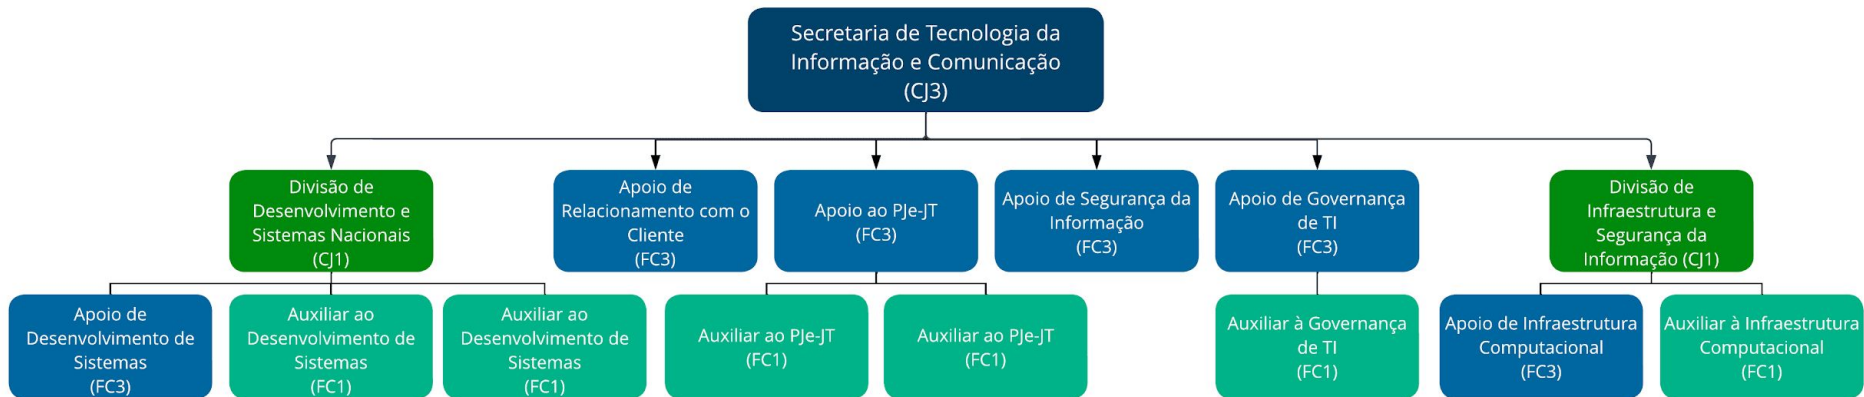 Secretaria de Tecnologia da
Informação e Comunicação
(CJ3)
Divisão de
Desenvolvimento e
Sistemas Nacionais
(CJ1)
Apoio de
Relacionamento com o
Cliente
(FC3)
Apoio ao PJe-JT
(FC3)
Apoio de Segurança da
Informação
(FC3)
Apoio de Governança
de TI
(FC3)
Divisão de
Infraestrutura e
Segurança da
Informação (CJ1)
Apoio de
Desenvolvimento de
Sistemas
(FC3)
Auxiliar ao
Desenvolvimento de
Sistemas
(FC1)
Auxiliar ao
Desenvolvimento de
Sistemas
(FC1)
Auxiliar ao PJe-JT
(FC1)
Auxiliar ao PJe-JT
(FC1)
Auxiliar à Governança
de TI
(FC1)
Apoio de Infraestrutura
Computacional
(FC3)
Auxiliar à Infraestrutura
Computacional
(FC1)